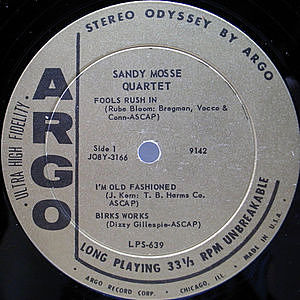 STEREO ODYSSEY BY ARGO
ULTRA HIGH FIDELITY
ARGO
SANDY MOSSE
QUARTET
FOOLS RUSH IN
(Rube Bloom: Bregman, Vocco &
Conn-ASCAP)
Side 1
JO8Y-3166
9142
I'M OLD FASHIONED
(J. Kern: T. B. Harms Co.
ASCAP)
BIRKS WORKS
(Dizzy Gillespie-ASCAP)
LPS-639
LONG PLAYING 33⅓ RPM UNBREAKABLE
ARGO RECORD CORP. • CHICAGO, ILL. • MADE IN U.S.A.